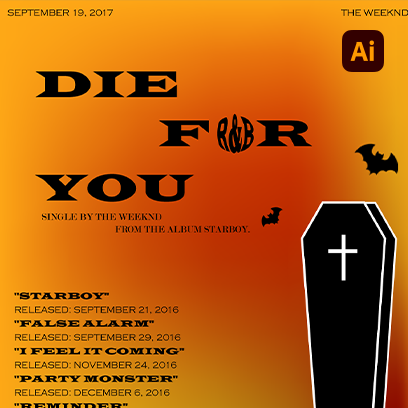 SEPTEMBER 19, 2017
THE WEEKND
Ai
DIE
F R&B R
YOU
SINGLE BY THE WEEKND
FROM THE ALBUM STARBOY.
"STARBOY"
RELEASED: SEPTEMBER 21, 2016
"FALSE ALARM"
RELEASED: SEPTEMBER 29, 2016
"I FEEL IT COMING"
RELEASED: NOVEMBER 24, 2016
"PARTY MONSTER"
RELEASED: DECEMBER 6, 2016
"REMINDER"